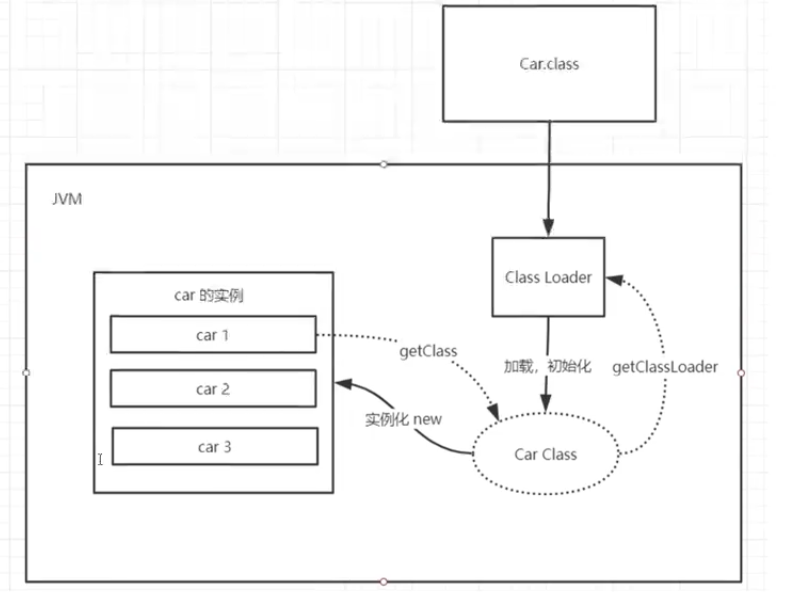 Car.class
JVM
Class Loader
car 的实例
car 1
getClass
加载，初始化
getClassLoader
car 2
实例化 new
car 3
Car Class